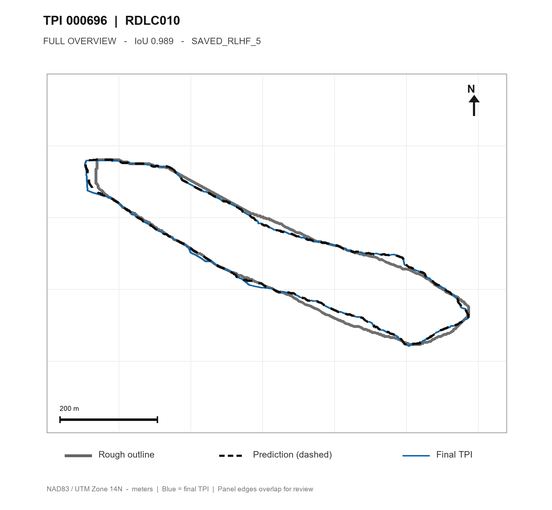 TPI 000696 | RDLC010
FULL OVERVIEW - IoU 0.989 - SAVED_RLHF_5
N
200 m
Rough outline Prediction (dashed) Final TPI
NAD83 / UTM Zone 14N - meters | Blue = final TPI | Panel edges overlap for review